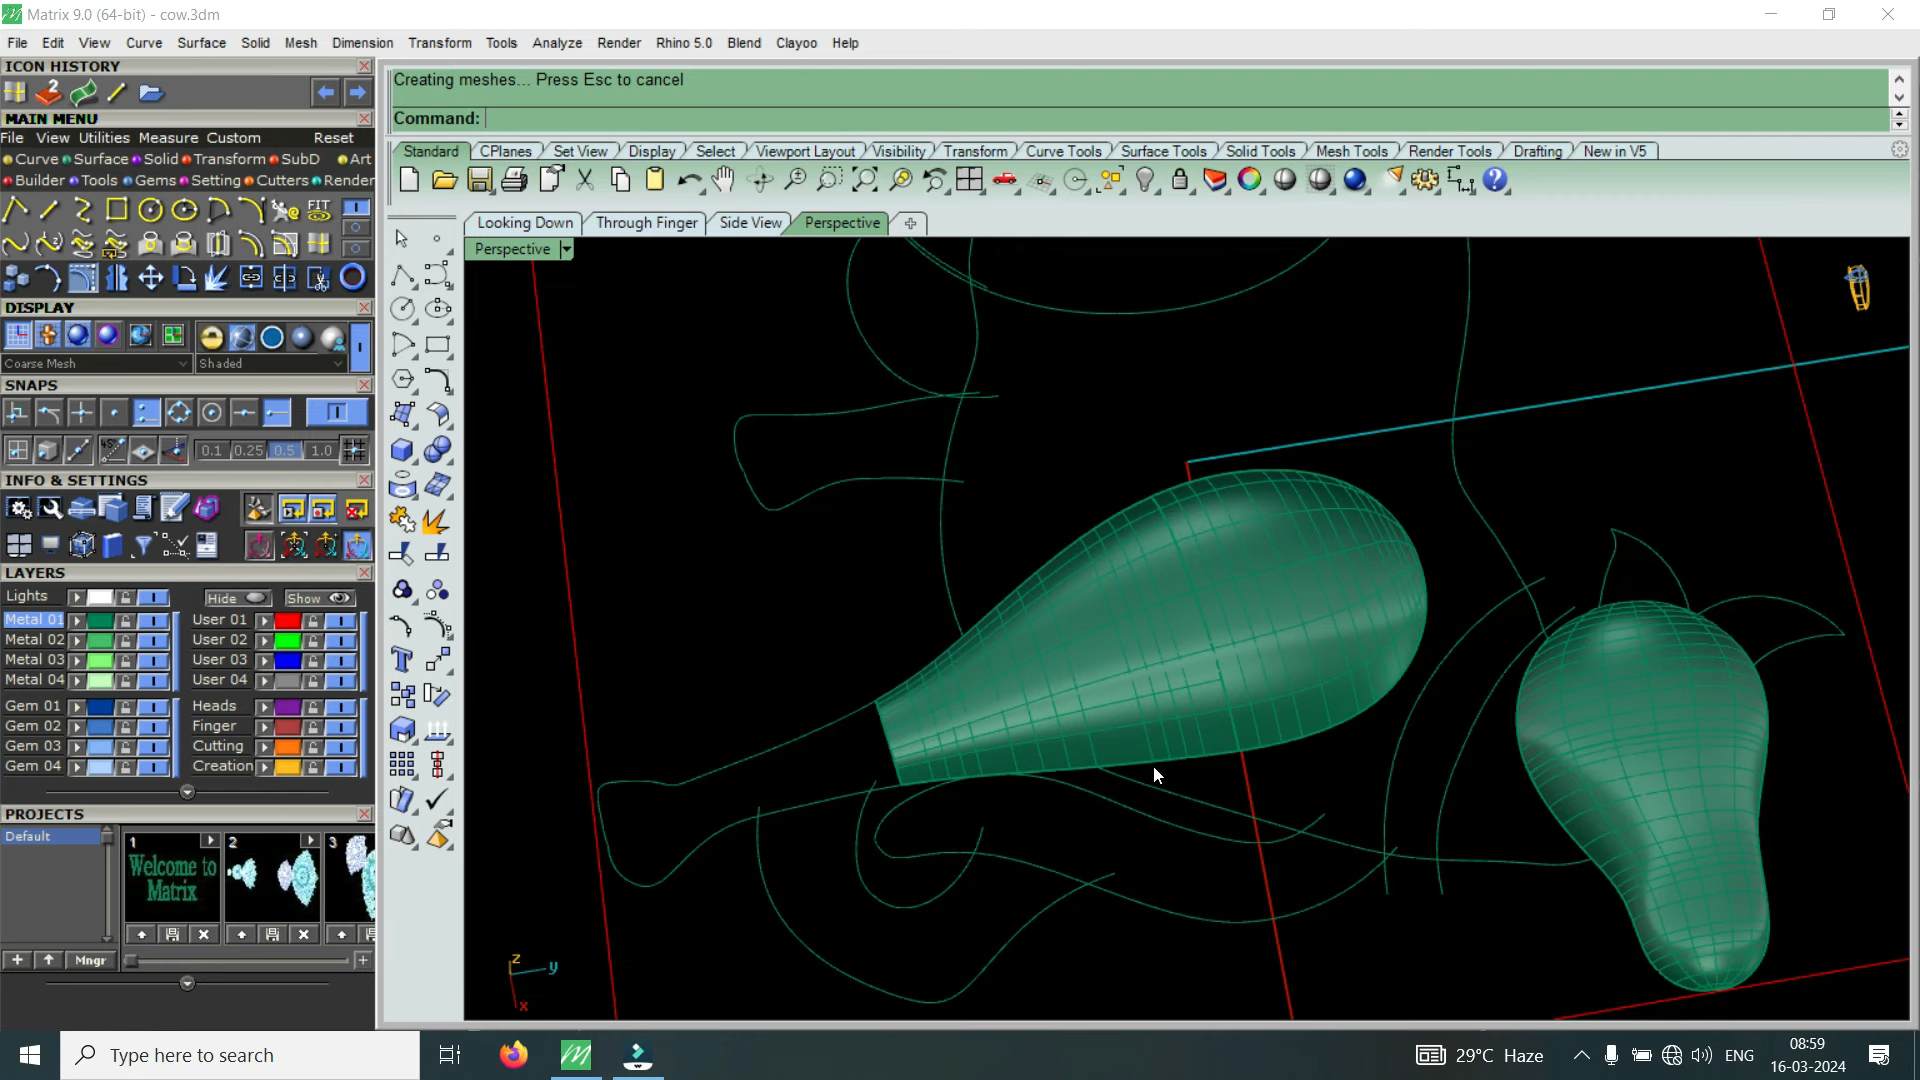 Matrix 9.0 (64-bit) - cow.3dm
File Edit View Curve Surface Solid Mesh Dimension Transform Tools Analyze Render Rhino 5.0 Blend Clayoo Help
ICON HISTORY
Creating meshes... Press Esc to cancel
Command:
MAIN MENU
File View Utilities Measure Custom Reset
Curve Surface Solid Transform SubD Art
Builder Tools Gems Setting Cutters Render
Standard CPlanes Set View Display Select Viewport Layout Visibility Transform Curve Tools Surface Tools Solid Tools Mesh Tools Render Tools Drafting New in V5
FIT
Looking Down Through Finger Side View Perspective
Perspective
DISPLAY
Coarse Mesh Shaded
SNAPS
0.1 0.25 0.5 1.0
INFO & SETTINGS
LAYERS
Lights Hide Show
Metal 01 User 01
Metal 02 User 02
Metal 03 User 03
Metal 04 User 04
Gem 01 Heads
Gem 02 Finger
Gem 03 Cutting
Gem 04 Creation
PROJECTS
Default 1 2 3
Welcome to
Matrix
Mngr
z
y
x
Type here to search
29°C Haze
ENG
08:59
16-03-2024